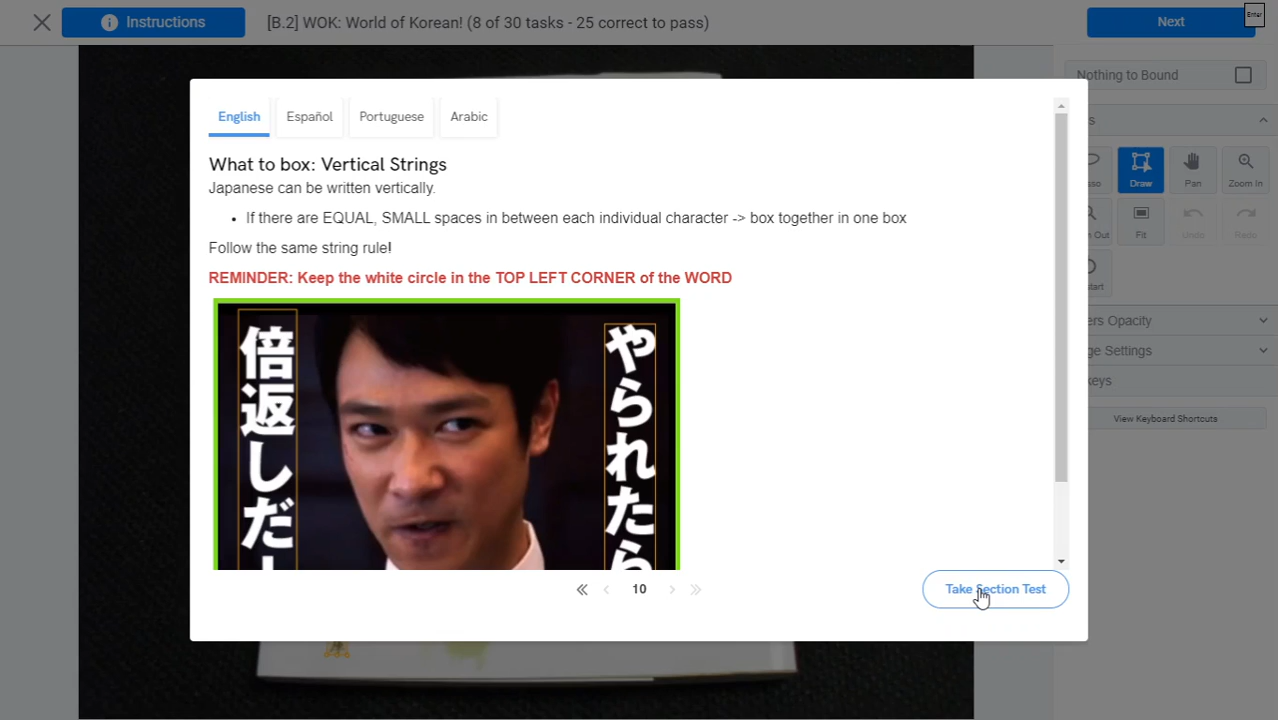 Instructions
[B.2] WOK: World of Korean! (8 of 30 tasks - 25 correct to pass)
Next
Enter
Nothing to Bound
English
Español
Portuguese
Arabic
What to box: Vertical Strings
Japanese can be written vertically.
If there are EQUAL, SMALL spaces in between each individual character -> box together in one box
Follow the same string rule!
REMINDER: Keep the white circle in the TOP LEFT CORNER of the WORD
やられたら
倍返しだ
10
Take Section Test
Draw
Pan
Zoom In
Out
Fit
Undo
Redo
View Keyboard Shortcuts